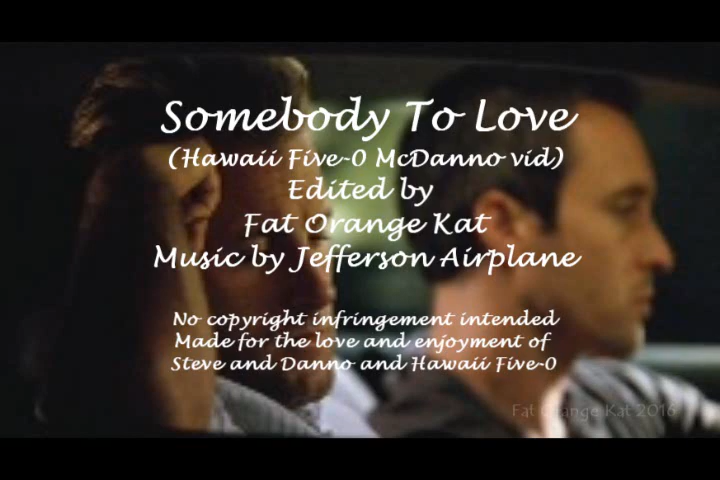 Somebody To Love
(Hawaii Five-0 McDanno vid)
Edited by
Fat Orange Kat
Music by Jefferson Airplane
No copyright infringement intended
Made for the love and enjoyment of
Steve and Danno and Hawaii Five-0
Fat Orange Kat 2016